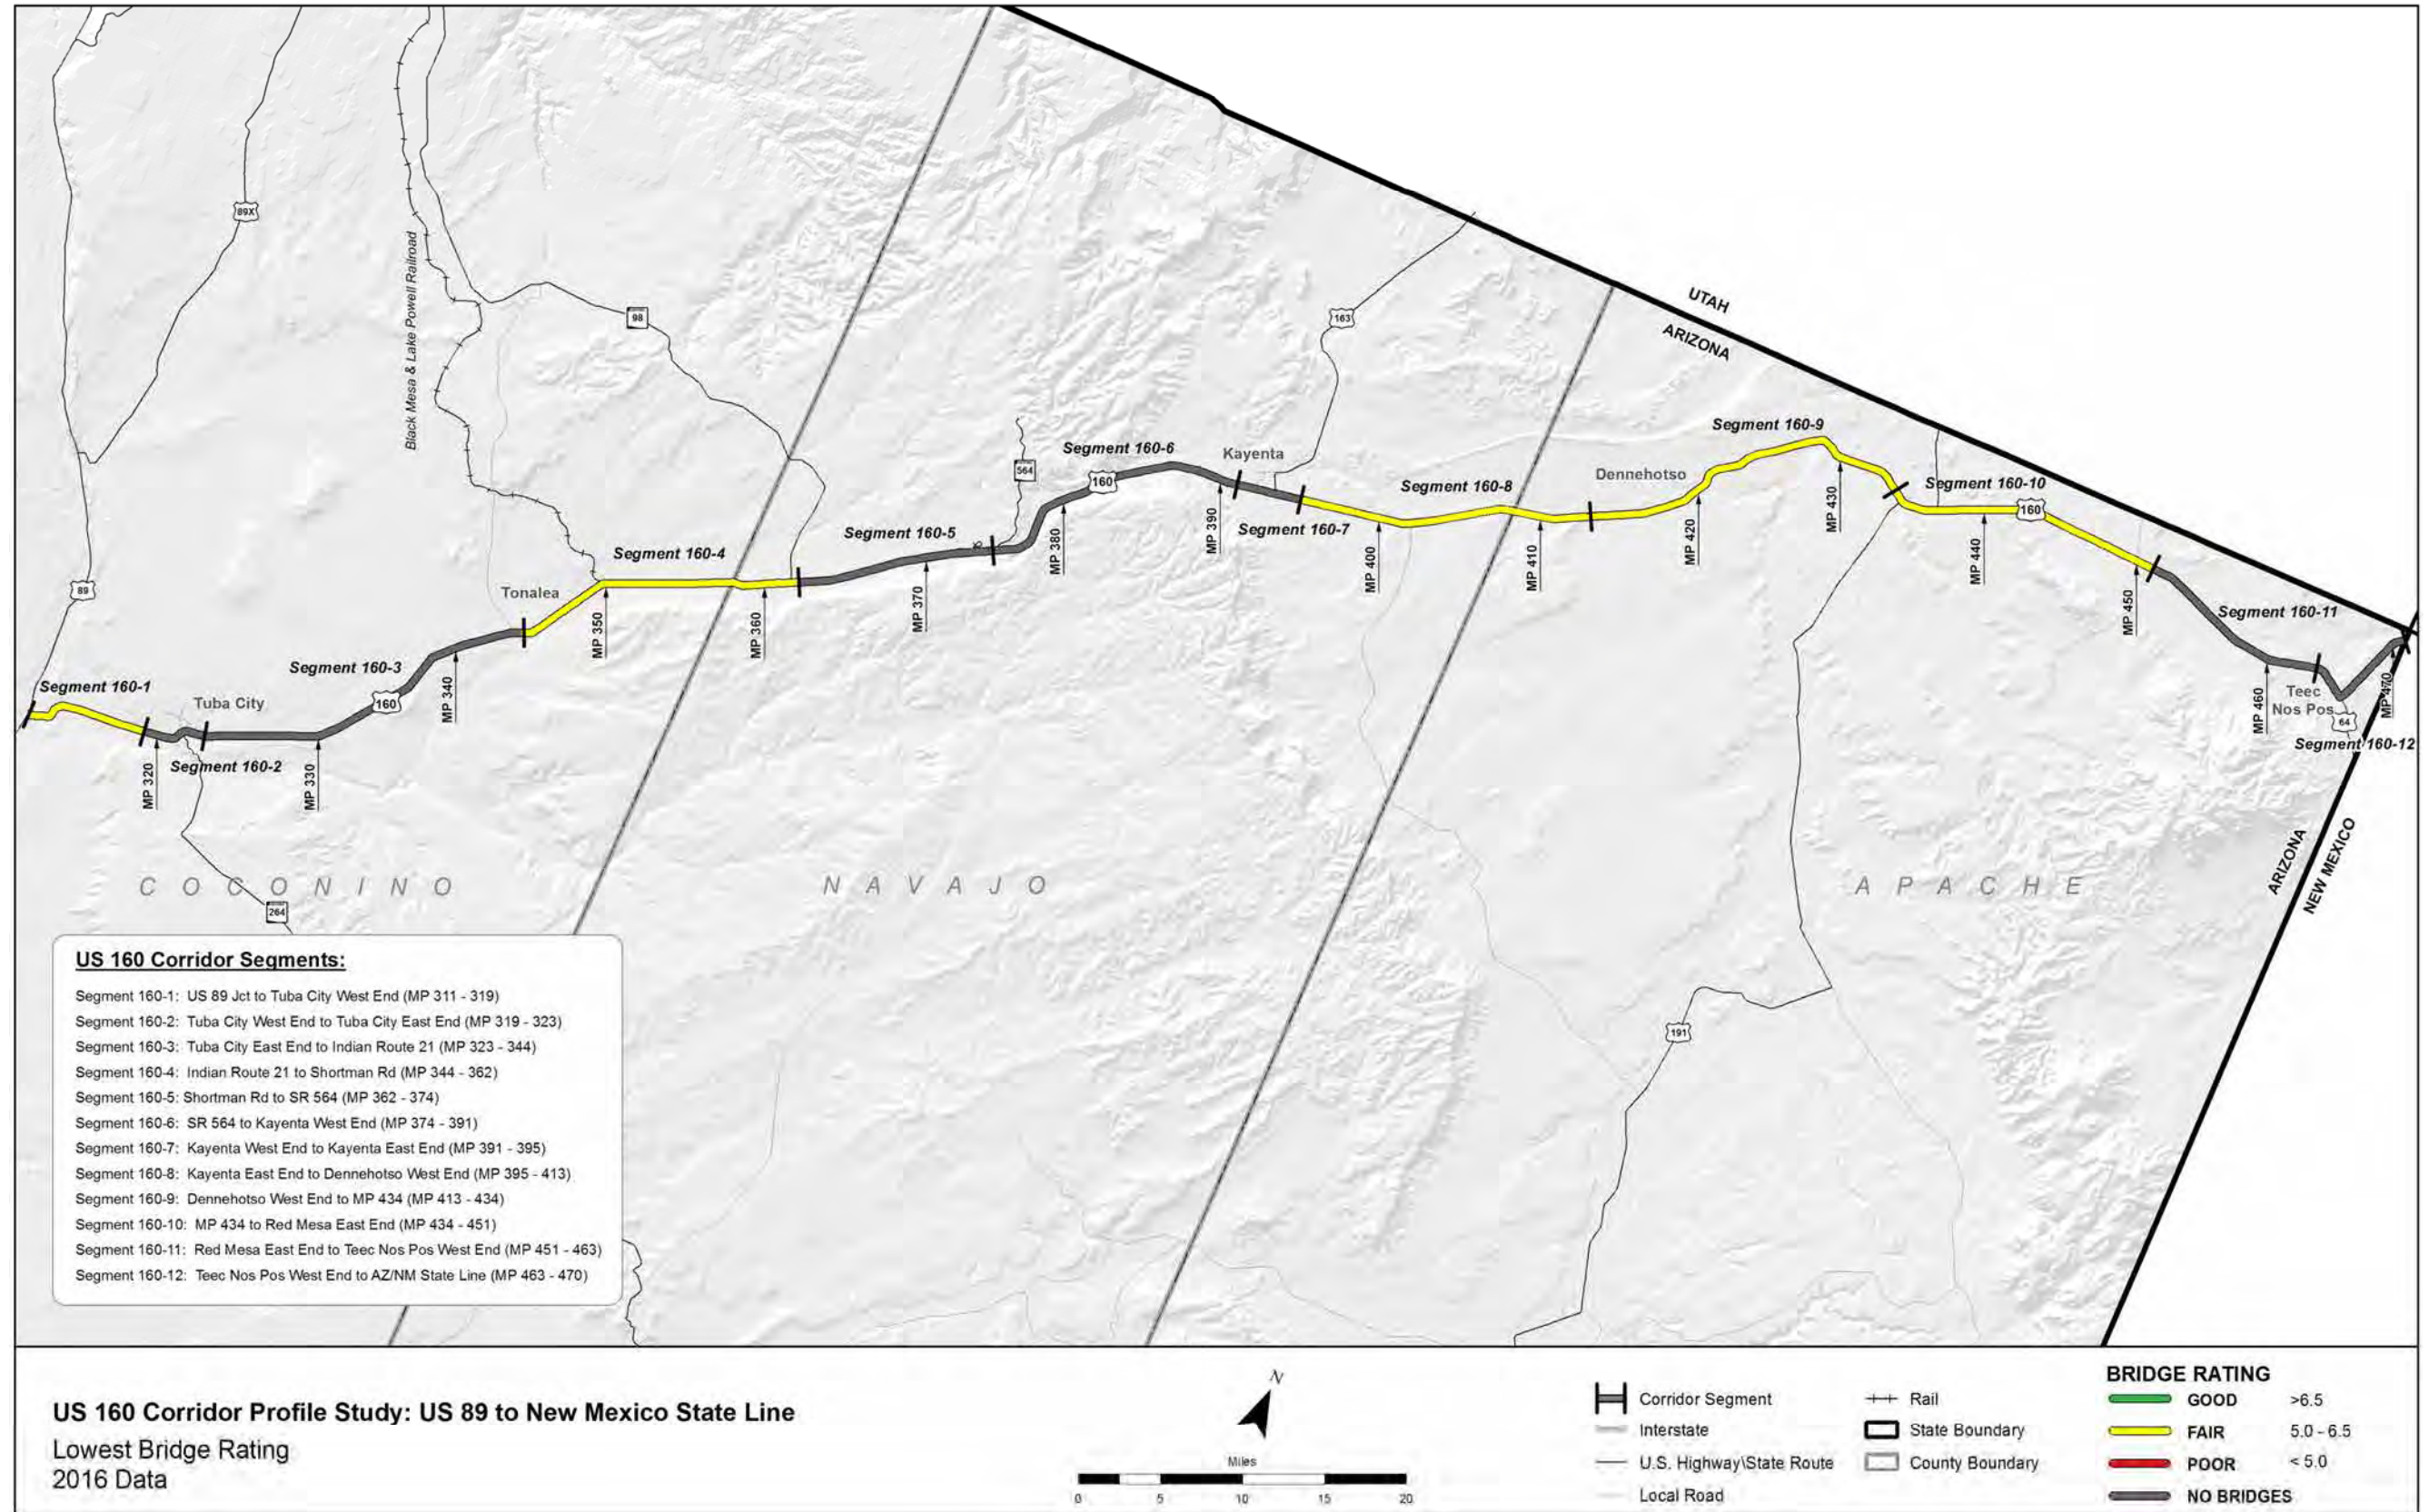 UTAH
ARIZONA
89X
Black Mesa & Lake Powell Railroad
98
163
Segment 160-9
Segment 160-6
Kayenta
564
160
Dennehotso
Segment 160-8
Segment 160-10
160
MP 430
MP 390
Segment 160-7
MP 420
MP 440
Segment 160-5
MP 380
MP 400
MP 410
Segment 160-4
MP 370
MP 450
89
Tonalea
MP 350
MP 360
Segment 160-11
Segment 160-3
MP 340
Segment 160-1
Tuba City
160
MP 460
Teec
Nos Pos
MP 470
64
Segment 160-12
MP 320
Segment 160-2
MP 330
COCONINO
NAVAJO
APACHE
ARIZONA
NEW MEXICO
264
191
US 160 Corridor Segments:
Segment 160-1: US 89 Jct to Tuba City West End (MP 311 - 319)
Segment 160-2: Tuba City West End to Tuba City East End (MP 319 - 323)
Segment 160-3: Tuba City East End to Indian Route 21 (MP 323 - 344)
Segment 160-4: Indian Route 21 to Shortman Rd (MP 344 - 362)
Segment 160-5: Shortman Rd to SR 564 (MP 362 - 374)
Segment 160-6: SR 564 to Kayenta West End (MP 374 - 391)
Segment 160-7: Kayenta West End to Kayenta East End (MP 391 - 395)
Segment 160-8: Kayenta East End to Dennehotso West End (MP 395 - 413)
Segment 160-9: Dennehotso West End to MP 434 (MP 413 - 434)
Segment 160-10: MP 434 to Red Mesa East End (MP 434 - 451)
Segment 160-11: Red Mesa East End to Teec Nos Pos West End (MP 451 - 463)
Segment 160-12: Teec Nos Pos West End to AZ/NM State Line (MP 463 - 470)
US 160 Corridor Profile Study: US 89 to New Mexico State Line
Lowest Bridge Rating
2016 Data
N
Miles
0 5 10 15 20
Corridor Segment
Interstate
U.S. Highway\State Route
Local Road
Rail
State Boundary
County Boundary
BRIDGE RATING
GOOD >6.5
FAIR 5.0 - 6.5
POOR < 5.0
NO BRIDGES